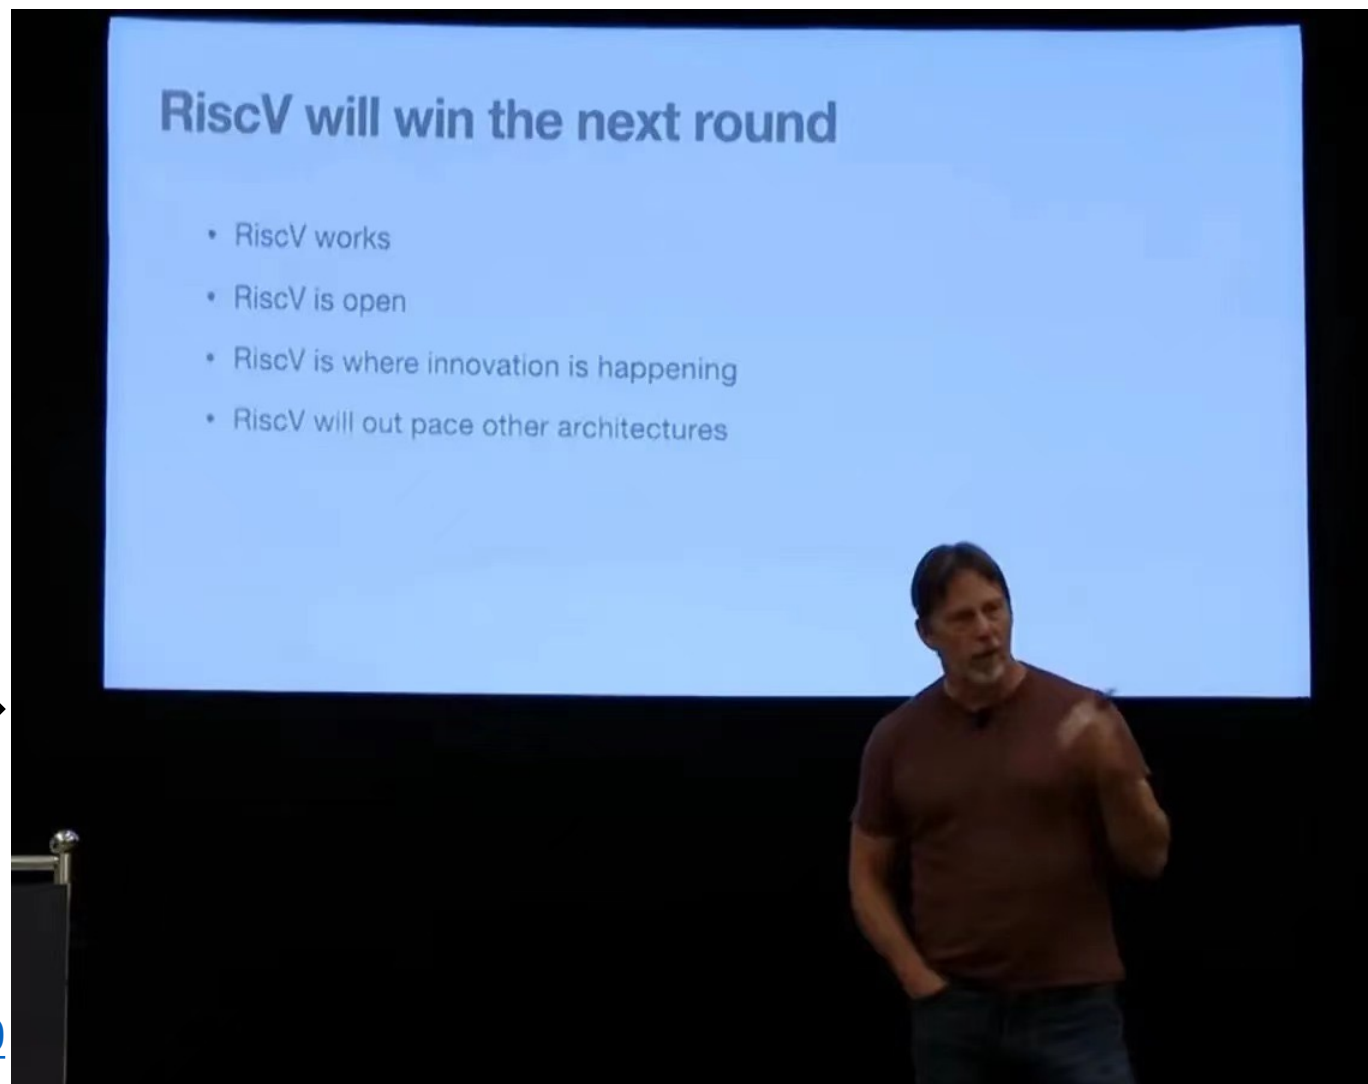 RiscV will win the next round
• RiscV works
• RiscV is open
• RiscV is where innovation is happening
• RiscV will out pace other architectures